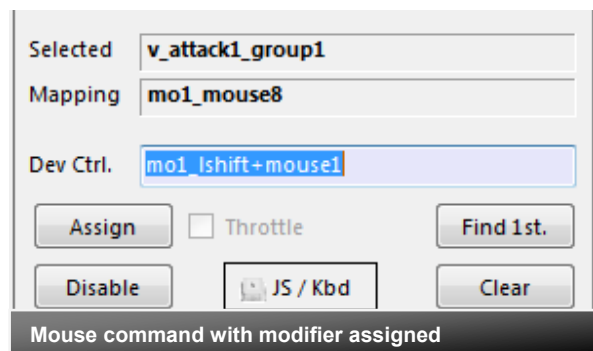 Selected v_attack1_group1
Mapping mo1_mouse8
Dev Ctrl. mo1_lshift+mouse1
Assign Throttle Find 1st.
Disable JS / Kbd Clear
Mouse command with modifier assigned